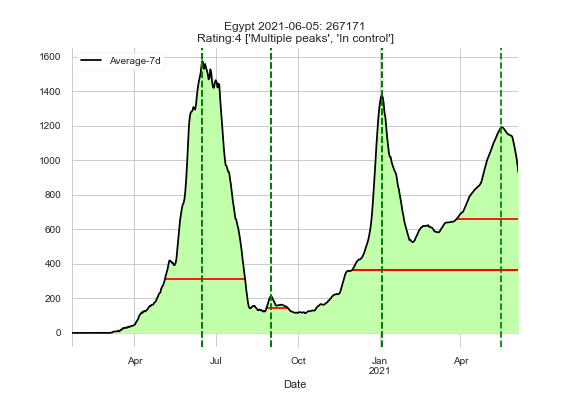 Egypt 2021-06-05: 267171
Rating:4 ['Multiple peaks', 'In control']
Average-7d
1600
1400
1200
1000
800
600
400
200
0
Apr
Jul
Oct
Jan
2021
Apr
Date